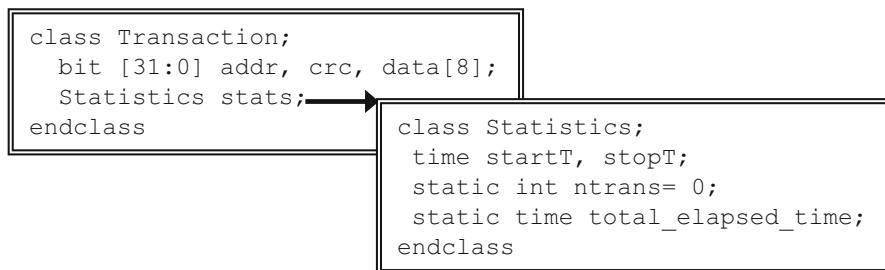 class Transaction;
bit [31:0] addr, crc, data[8];
Statistics stats;
endclass
class Statistics;
time startT, stopT;
static int ntrans= 0;
static time total_elapsed_time;
endclass